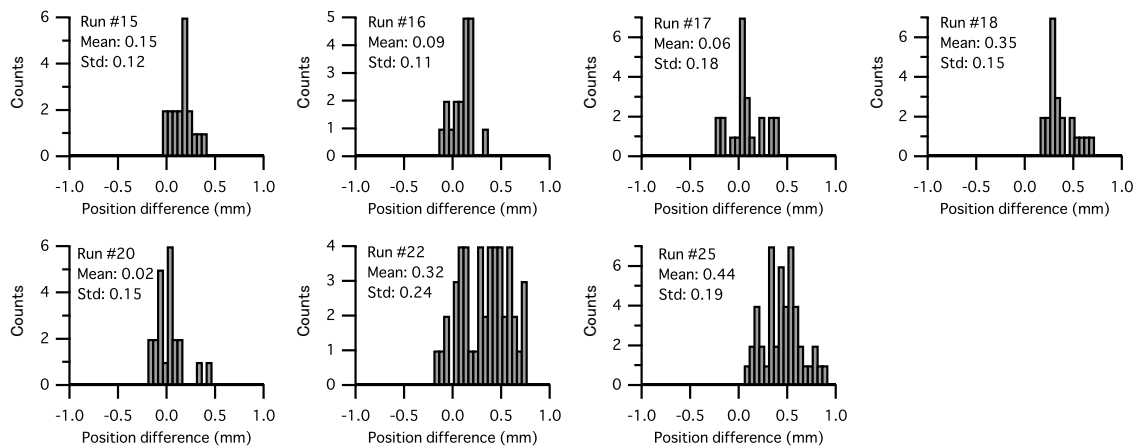 Run #15
Mean: 0.15
Std: 0.12
6
4
2
0
Counts
-1.0 -0.5 0.0 0.5 1.0
Position difference (mm)
Run #16
Mean: 0.09
Std: 0.11
5
4
3
2
1
0
Counts
-1.0 -0.5 0.0 0.5 1.0
Position difference (mm)
Run #17
Mean: 0.06
Std: 0.18
6
4
2
0
Counts
-1.0 -0.5 0.0 0.5 1.0
Position difference (mm)
Run #18
Mean: 0.35
Std: 0.15
6
4
2
0
Counts
-1.0 -0.5 0.0 0.5 1.0
Position difference (mm)
Run #20
Mean: 0.02
Std: 0.15
6
4
2
0
Counts
-1.0 -0.5 0.0 0.5 1.0
Position difference (mm)
Run #22
Mean: 0.32
Std: 0.24
4
3
2
1
0
Counts
-1.0 -0.5 0.0 0.5 1.0
Position difference (mm)
Run #25
Mean: 0.44
Std: 0.19
6
4
2
0
Counts
-1.0 -0.5 0.0 0.5 1.0
Position difference (mm)